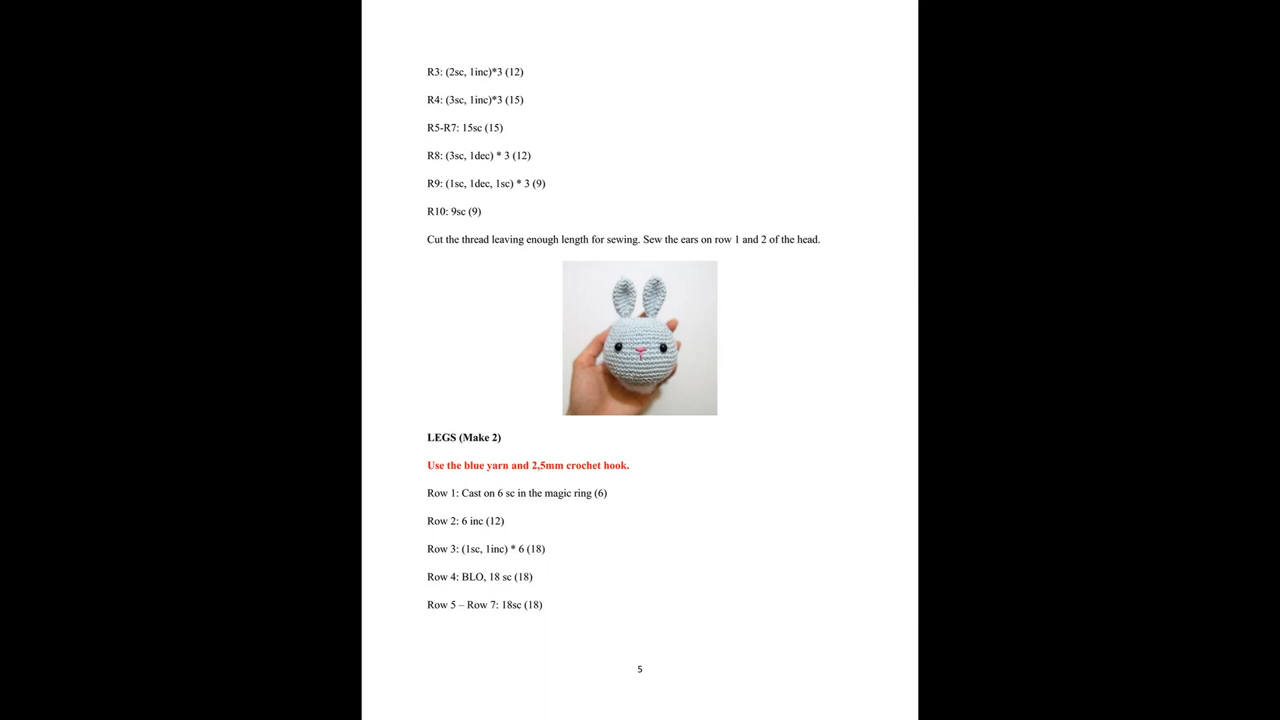 R3: (2sc, 1inc)*3 (12)
R4: (3sc, 1inc)*3 (15)
R5-R7: 15sc (15)
R8: (3sc, 1dec) * 3 (12)
R9: (1sc, 1dec, 1sc) * 3 (9)
R10: 9sc (9)
Cut the thread leaving enough length for sewing. Sew the ears on row 1 and 2 of the head.
LEGS (Make 2)
Use the blue yarn and 2,5mm crochet hook.
Row 1: Cast on 6 sc in the magic ring (6)
Row 2: 6 inc (12)
Row 3: (1sc, 1inc) * 6 (18)
Row 4: BLO, 18 sc (18)
Row 5 – Row 7: 18sc (18)
5